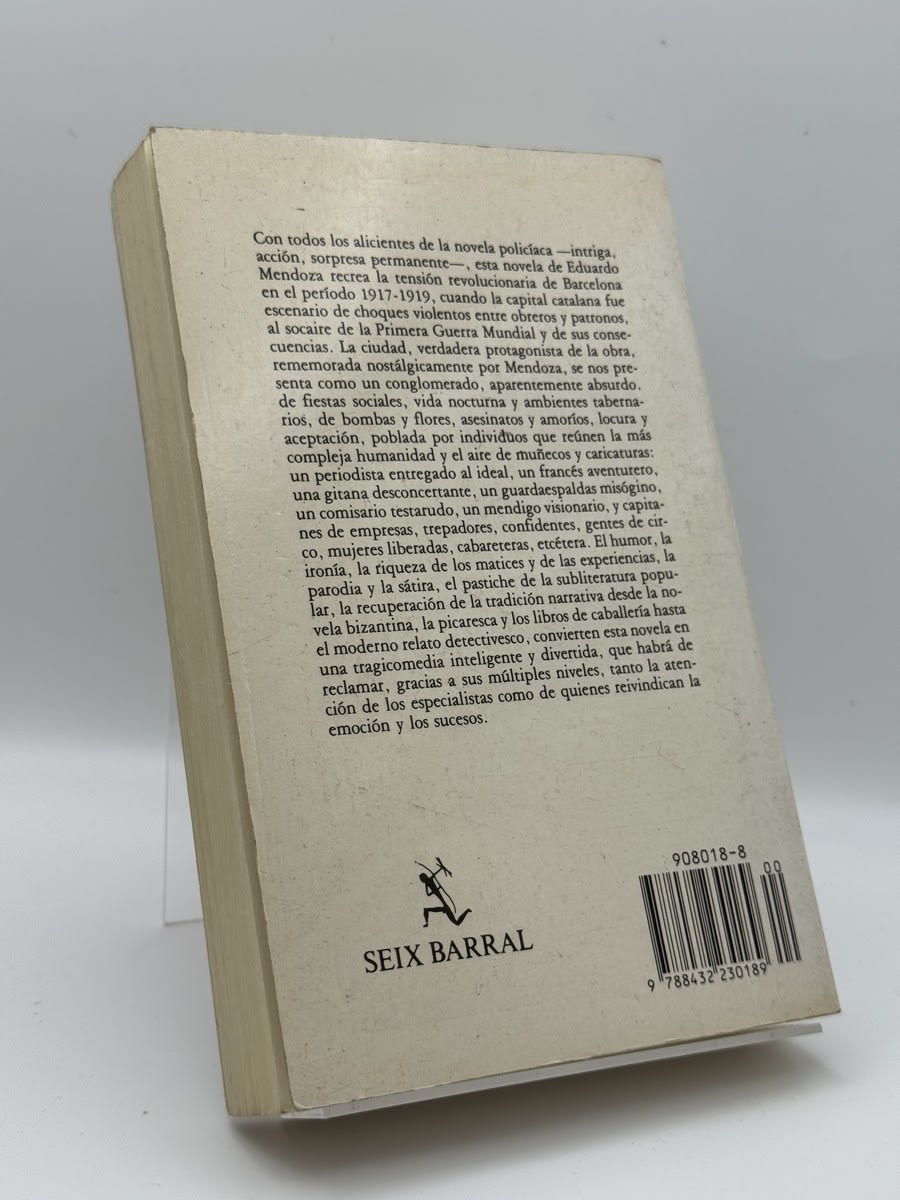 Con todos los alicientes de la novela policíaca —intriga,
acción, sorpresa permanente—, esta novela de Eduardo
Mendoza recrea la tensión revolucionaria de Barcelona
en el período 1917-1919, cuando la capital catalana fue
escenario de choques violentos entre obreros y patronos,
al socaire de la Primera Guerra Mundial y de sus conse-
cuencias. La ciudad, verdadera protagonista de la obra,
rememorada nostálgicamente por Mendoza, se nos pre-
senta como un conglomerado, aparentemente absurdo,
de fiestas sociales, vida nocturna y ambientes taberna-
rios, de bombas y flores, asesinatos y amoríos, locura y
aceptación, poblada por individuos que reúnen la más
compleja humanidad y el aire de muñecos y caricaturas:
un periodista entregado al ideal, un francés aventurero,
una gitana desconcertante, un guardaespaldas misógino,
un comisario testarudo, un mendigo visionario, y capita-
nes de empresas, trepadores, confidentes, gentes de cir-
co, mujeres liberadas, cabareteras, etcétera. El humor, la
ironía, la riqueza de los matices y de las experiencias, la
parodia y la sátira, el pastiche de la subliteratura popu-
lar, la recuperación de la tradición narrativa desde la no-
vela bizantina, la picaresca y los libros de caballería hasta
el moderno relato detectivesco, convierten esta novela en
una tragicomedia inteligente y divertida, que habrá de
reclamar, gracias a sus múltiples niveles, tanto la aten-
ción de los especialistas como de quienes reivindican la
emoción y los sucesos.
SEIX BARRAL
908018-8
00
9 788432 230189